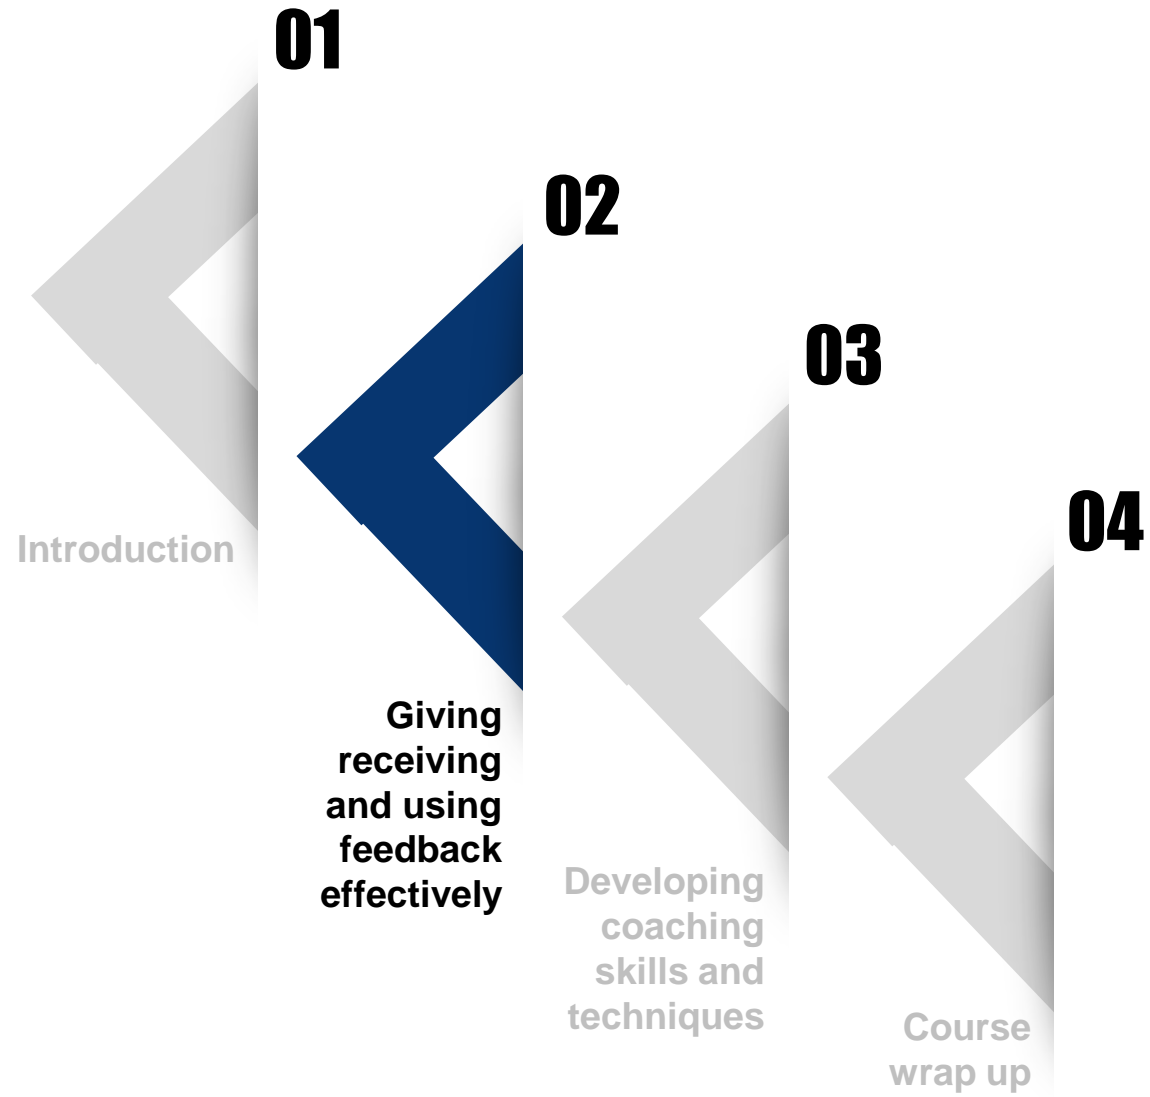 01
Introduction
02
Giving
receiving
and using
feedback
effectively
03
Developing
coaching
skills and
techniques
04
Course
wrap up